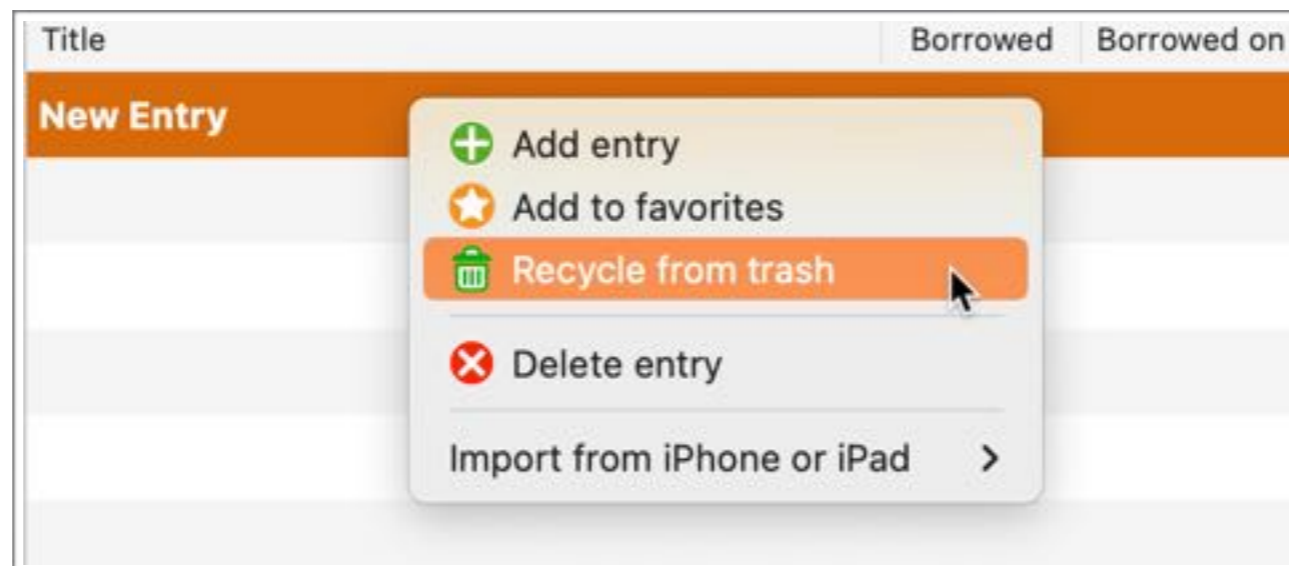 Title Borrowed Borrowed on
New Entry
Add entry
Add to favorites
Recycle from trash
Delete entry
Import from iPhone or iPad